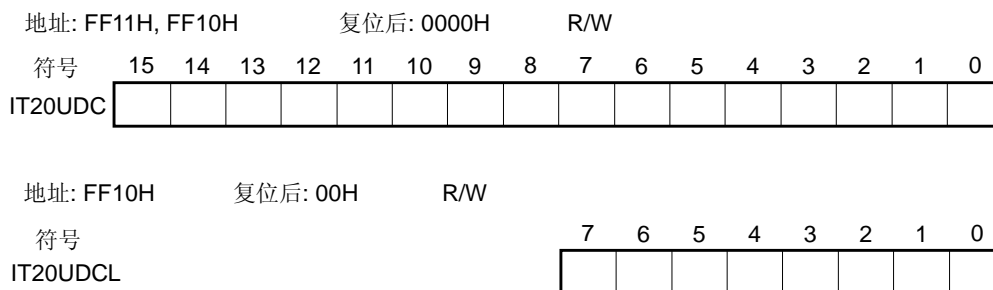 地址: FF11H, FF10H 复位后: 0000H R/W
符号 15 14 13 12 11 10 9 8 7 6 5 4 3 2 1 0
IT20UDC
地址: FF10H 复位后: 00H R/W
符号 7 6 5 4 3 2 1 0
IT20UDCL